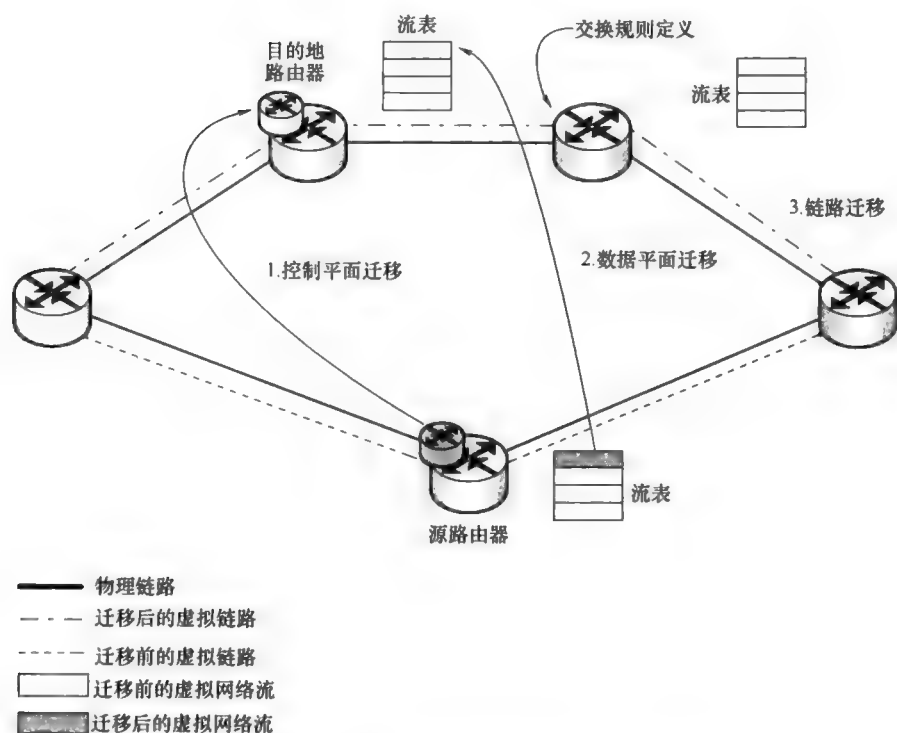 流表
交换规则定义
目的地
路由器
流表
3.链路迁移
1.控制平面迁移
2.数据平面迁移
流表
源路由器
物理链路
迁移后的虚拟链路
迁移前的虚拟链路
迁移前的虚拟网络流
迁移后的虚拟网络流